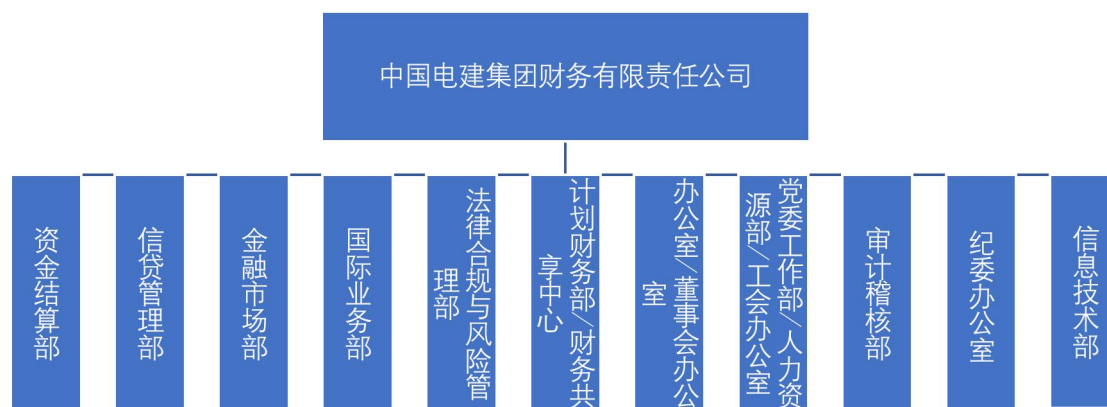 中国电建集团财务有限责任公司
资金结算部
信贷管理部
金融市场部
国际业务部
法律合规与风险管
理部
计划财务部/财务共
享中心
办公室/董事会办公
室
党委工作部/人力资
源部/工会办公室
审计稽核部
纪委办公室
信息技术部